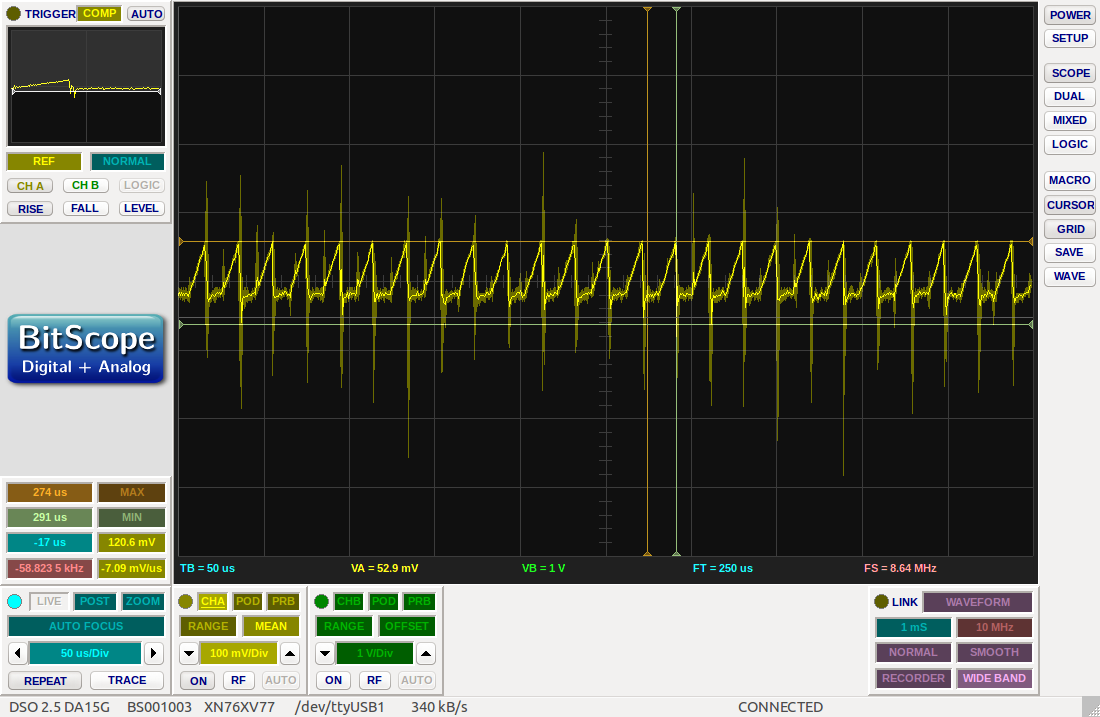 TRIGGER COMP AUTO
POWER
SETUP
SCOPE
DUAL
MIXED
LOGIC
REF NORMAL
CH A CH B LOGIC
RISE FALL LEVEL
MACRO
CURSOR
GRID
SAVE
WAVE
BitScope
Digital + Analog
274 us MAX
291 us MIN
-17 us 120.6 mV
-58.823 5 kHz -7.09 mV/us
TB = 50 us VA = 52.9 mV VB = 1 V FT = 250 us FS = 8.64 MHz
LIVE POST ZOOM CHA POD PRB CHB POD PRB LINK WAVEFORM
AUTO FOCUS RANGE MEAN RANGE OFFSET 1 mS 10 MHz
50 us/Div 100 mV/Div 1 V/Div NORMAL SMOOTH
REPEAT TRACE ON RF AUTO ON RF AUTO RECORDER WIDE BAND
DSO 2.5 DA15G BS001003 XN76XV77 /dev/ttyUSB1 340 kB/s CONNECTED